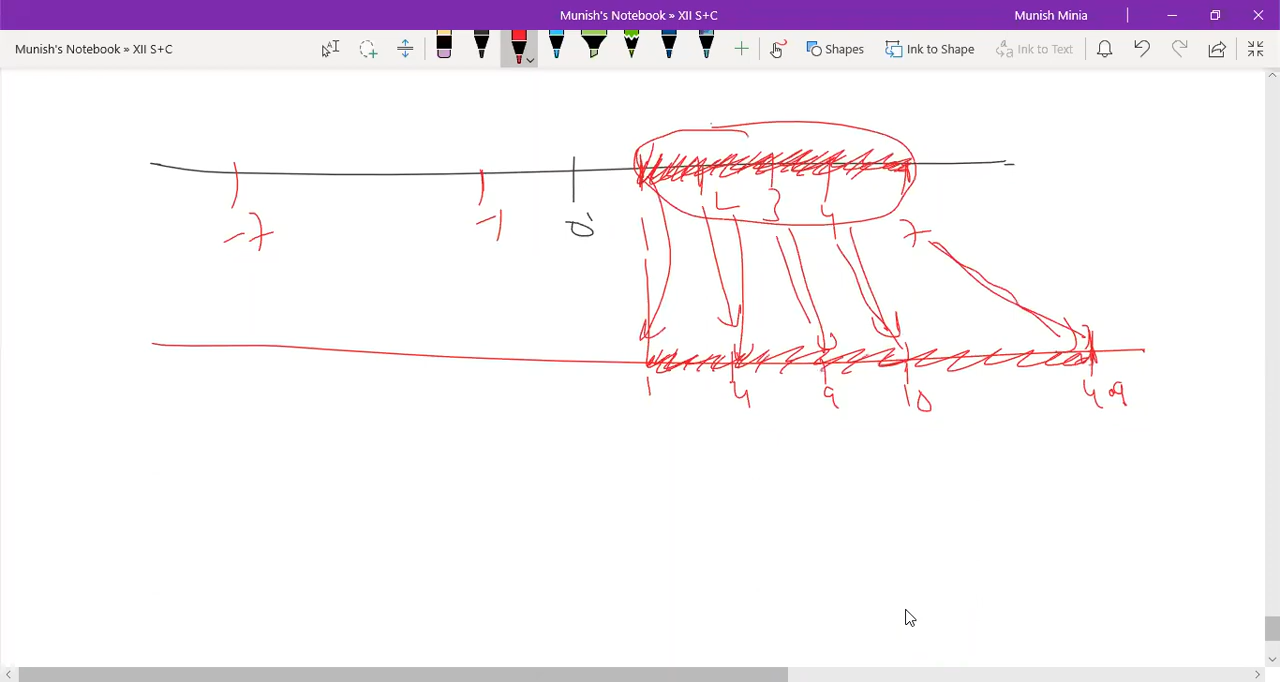 Munish's Notebook » XII S+C
Munish Minia
Munish's Notebook » XII S+C
Shapes
Ink to Shape
Ink to Text
-7 -1 0 1 2 3 4 7
1 4 9 10 49